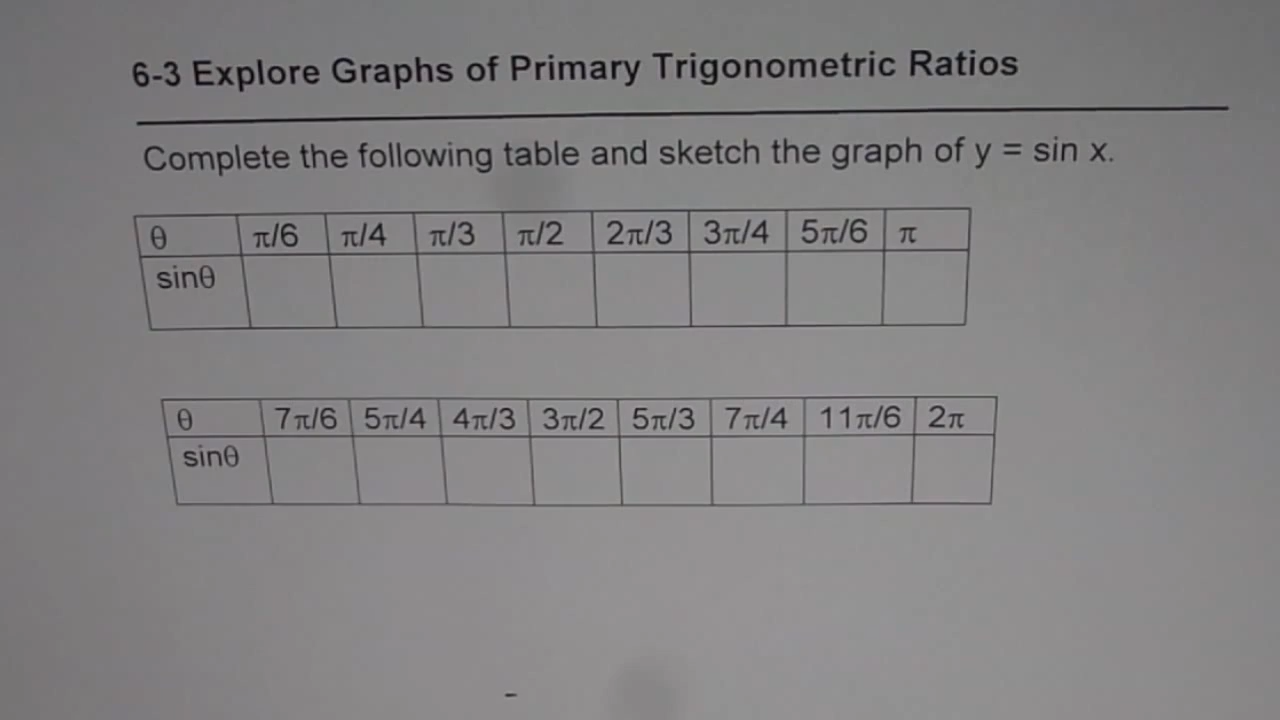 6-3 Explore Graphs of Primary Trigonometric Ratios
Complete the following table and sketch the graph of y = sin x.
θ π/6 π/4 π/3 π/2 2π/3 3π/4 5π/6 π
sinθ
θ 7π/6 5π/4 4π/3 3π/2 5π/3 7π/4 11π/6 2π
sinθ